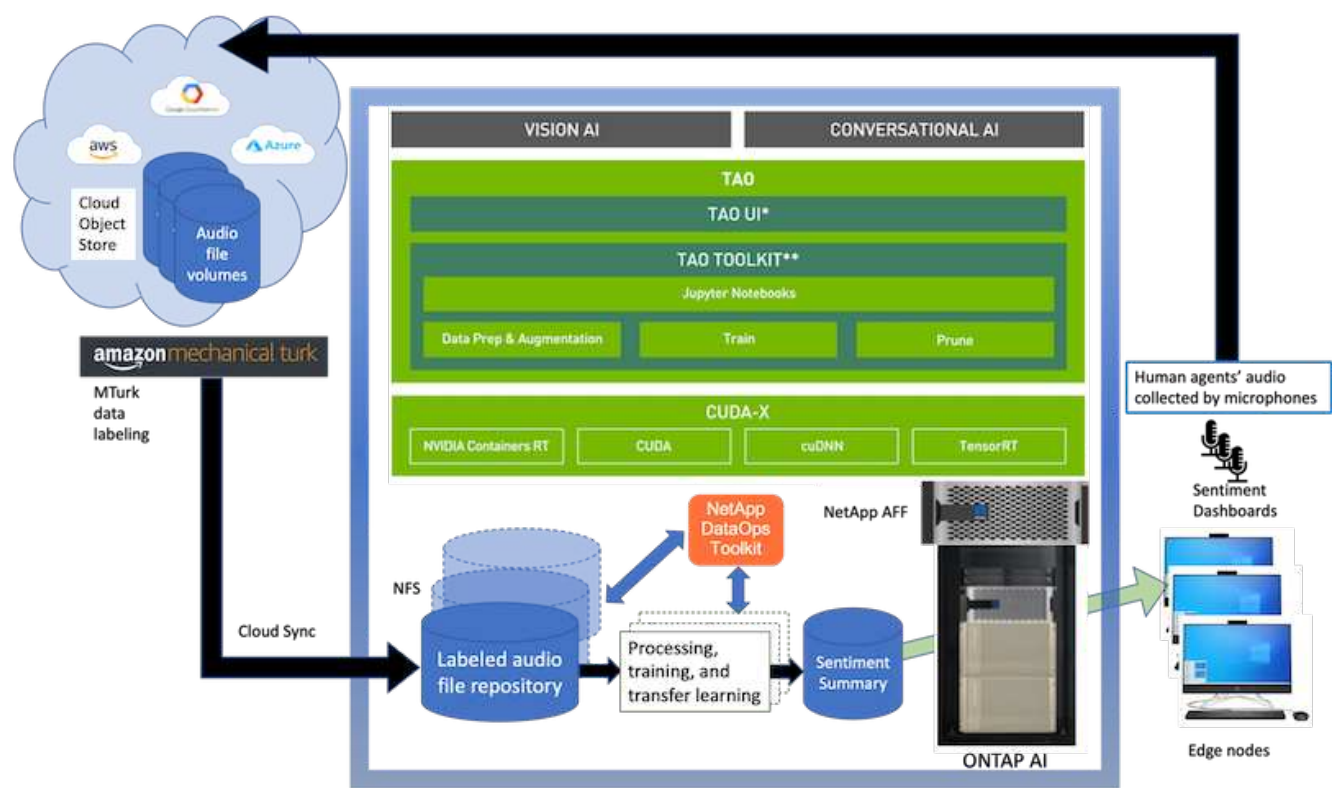 aws
Azure
Cloud
Object
Store
Audio
file
volumes
amazon mechanical turk
MTurk
data
labeling
VISION AI
CONVERSATIONAL AI
TAO
TAO UI*
TAO TOOLKIT**
Jupyter Notebooks
Data Prep & Augmentation
Train
Prune
CUDA-X
NVIDIA Containers RT
CUDA
cuDNN
TensorRT
Human agents' audio
collected by microphones
Sentiment
Dashboards
NetApp
DataOps
Toolkit
NetApp AFF
NFS
Cloud Sync
Labeled audio
file repository
Processing,
training, and
transfer learning
Sentiment
Summary
ONTAP AI
Edge nodes